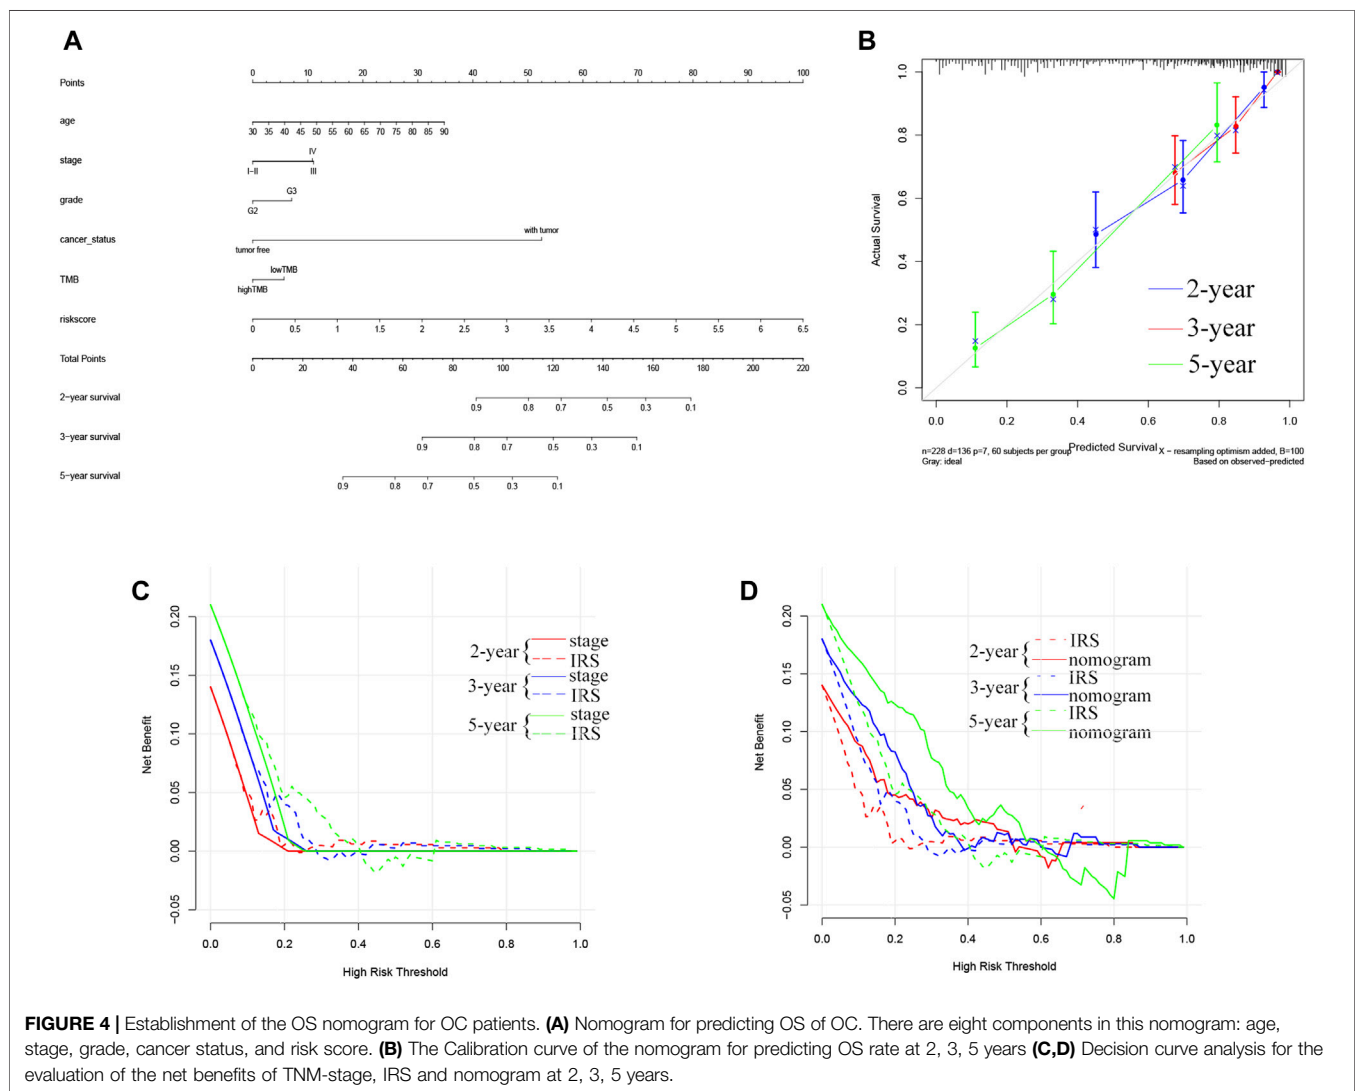 A
Points
0 10 20 30 40 50 60 70 80 90 100
age
30 35 40 45 50 55 60 65 70 75 80 85 90
stage
IV
I−II III
grade
G3
G2
cancer_status
with tumor
tumor free
TMB
lowTMB
highTMB
riskscore
0 0.5 1 1.5 2 2.5 3 3.5 4 4.5 5 5.5 6 6.5
Total Points
0 20 40 60 80 100 120 140 160 180 200 220
2−year survival
0.9 0.8 0.7 0.5 0.3 0.1
3−year survival
0.9 0.8 0.7 0.5 0.3 0.1
5−year survival
0.9 0.8 0.7 0.5 0.3 0.1
B
Actual Survival
1.0
0.8
0.6
0.4
0.2
0.0
2-year
3-year
5-year
0.0 0.2 0.4 0.6 0.8 1.0
Predicted Survival
n=228 d=136 p=7, 60 subjects per group
Gray: ideal
X − resampling optimism added, B=100
Based on observed−predicted
C
Net Benefit
0.20
0.15
0.10
0.05
0.00
−0.05
2-year { stage
IRS
3-year { stage
IRS
5-year { stage
IRS
0.0 0.2 0.4 0.6 0.8 1.0
High Risk Threshold
D
Net Benefit
0.20
0.15
0.10
0.05
0.00
−0.05
2-year { IRS
nomogram
3-year { IRS
nomogram
5-year { IRS
nomogram
0.0 0.2 0.4 0.6 0.8 1.0
High Risk Threshold
FIGURE 4 | Establishment of the OS nomogram for OC patients. (A) Nomogram for predicting OS of OC. There are eight components in this nomogram: age,
stage, grade, cancer status, and risk score. (B) The Calibration curve of the nomogram for predicting OS rate at 2, 3, 5 years (C,D) Decision curve analysis for the
evaluation of the net benefits of TNM-stage, IRS and nomogram at 2, 3, 5 years.